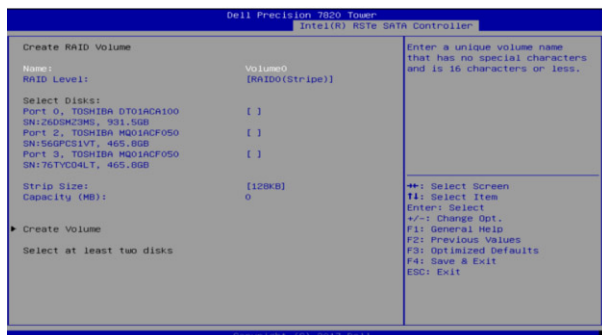 Dell Precision 7820 Tower
Intel(R) RSTe SATA Controller
Create RAID Volume
Name: Volume0
RAID Level: [RAID0(Stripe)]
Select Disks:
Port 0, TOSHIBA DT01ACA100 [ ]
SN:Z6DSMZ3MS, 931.5GB
Port 2, TOSHIBA MQ01ACF050 [ ]
SN:56GPCS1VT, 465.8GB
Port 3, TOSHIBA MQ01ACF050 [ ]
SN:76TYC04LT, 465.8GB
Strip Size: [128KB]
Capacity (MB): 0
Create Volume
Select at least two disks
Enter a unique volume name
that has no special characters
and is 16 characters or less.
→←: Select Screen
↑↓: Select Item
Enter: Select
+/-: Change Opt.
F1: General Help
F2: Previous Values
F3: Optimized Defaults
F4: Save & Exit
ESC: Exit